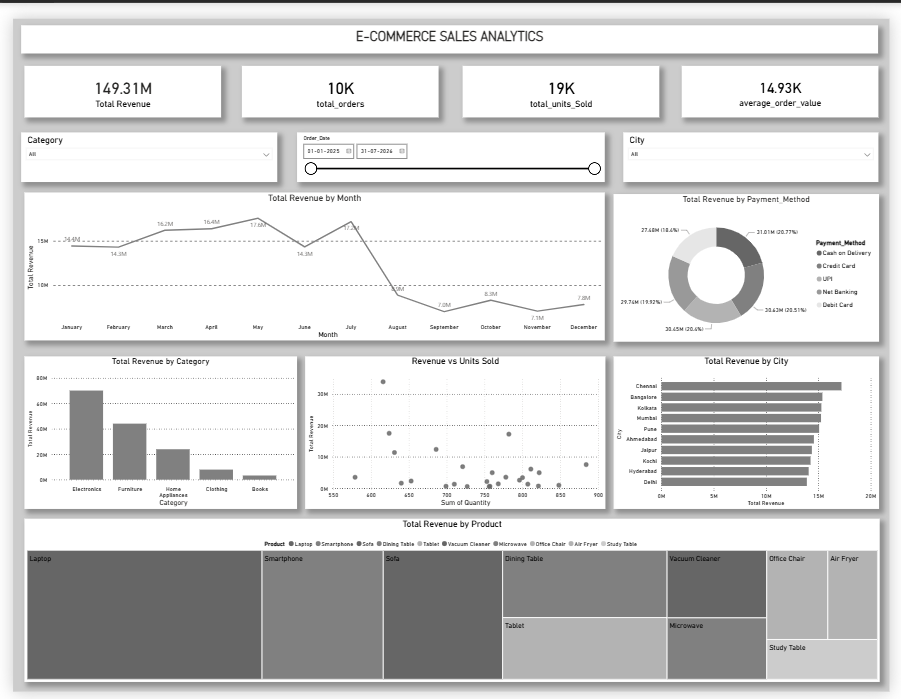 E-COMMERCE SALES ANALYTICS
149.31M
Total Revenue
10K
total_orders
19K
total_units_Sold
14.93K
average_order_value
Category
All
Order_Date
01-01-2025
31-07-2026
City
All
Total Revenue by Month
Total Revenue
15M
10M
14.4M
14.3M
16.2M
16.4M
17.6M
14.3M
17.2M
8.9M
7.0M
8.3M
7.1M
7.8M
January February March April May June July August September October November December
Month
Total Revenue by Payment_Method
27.48M (18.4%)
31.01M (20.77%)
29.74M (19.92%)
30.63M (20.51%)
30.45M (20.4%)
Payment_Method
Cash on Delivery
Credit Card
UPI
Net Banking
Debit Card
Total Revenue by Category
Total Revenue
80M
60M
40M
20M
0M
Electronics Furniture Home Appliances Clothing Books
Category
Revenue vs Units Sold
Total Revenue
30M
20M
10M
0M
550 600 650 700 750 800 850 900
Sum of Quantity
Total Revenue by City
City
Chennai
Bangalore
Kolkata
Mumbai
Pune
Ahmedabad
Jaipur
Kochi
Hyderabad
Delhi
0M 5M 10M 15M 20M
Total Revenue
Total Revenue by Product
Product Laptop Smartphone Sofa Dining Table Tablet Vacuum Cleaner Microwave Office Chair Air Fryer Study Table
Laptop
Smartphone
Sofa
Dining Table
Tablet
Vacuum Cleaner
Microwave
Office Chair
Air Fryer
Study Table